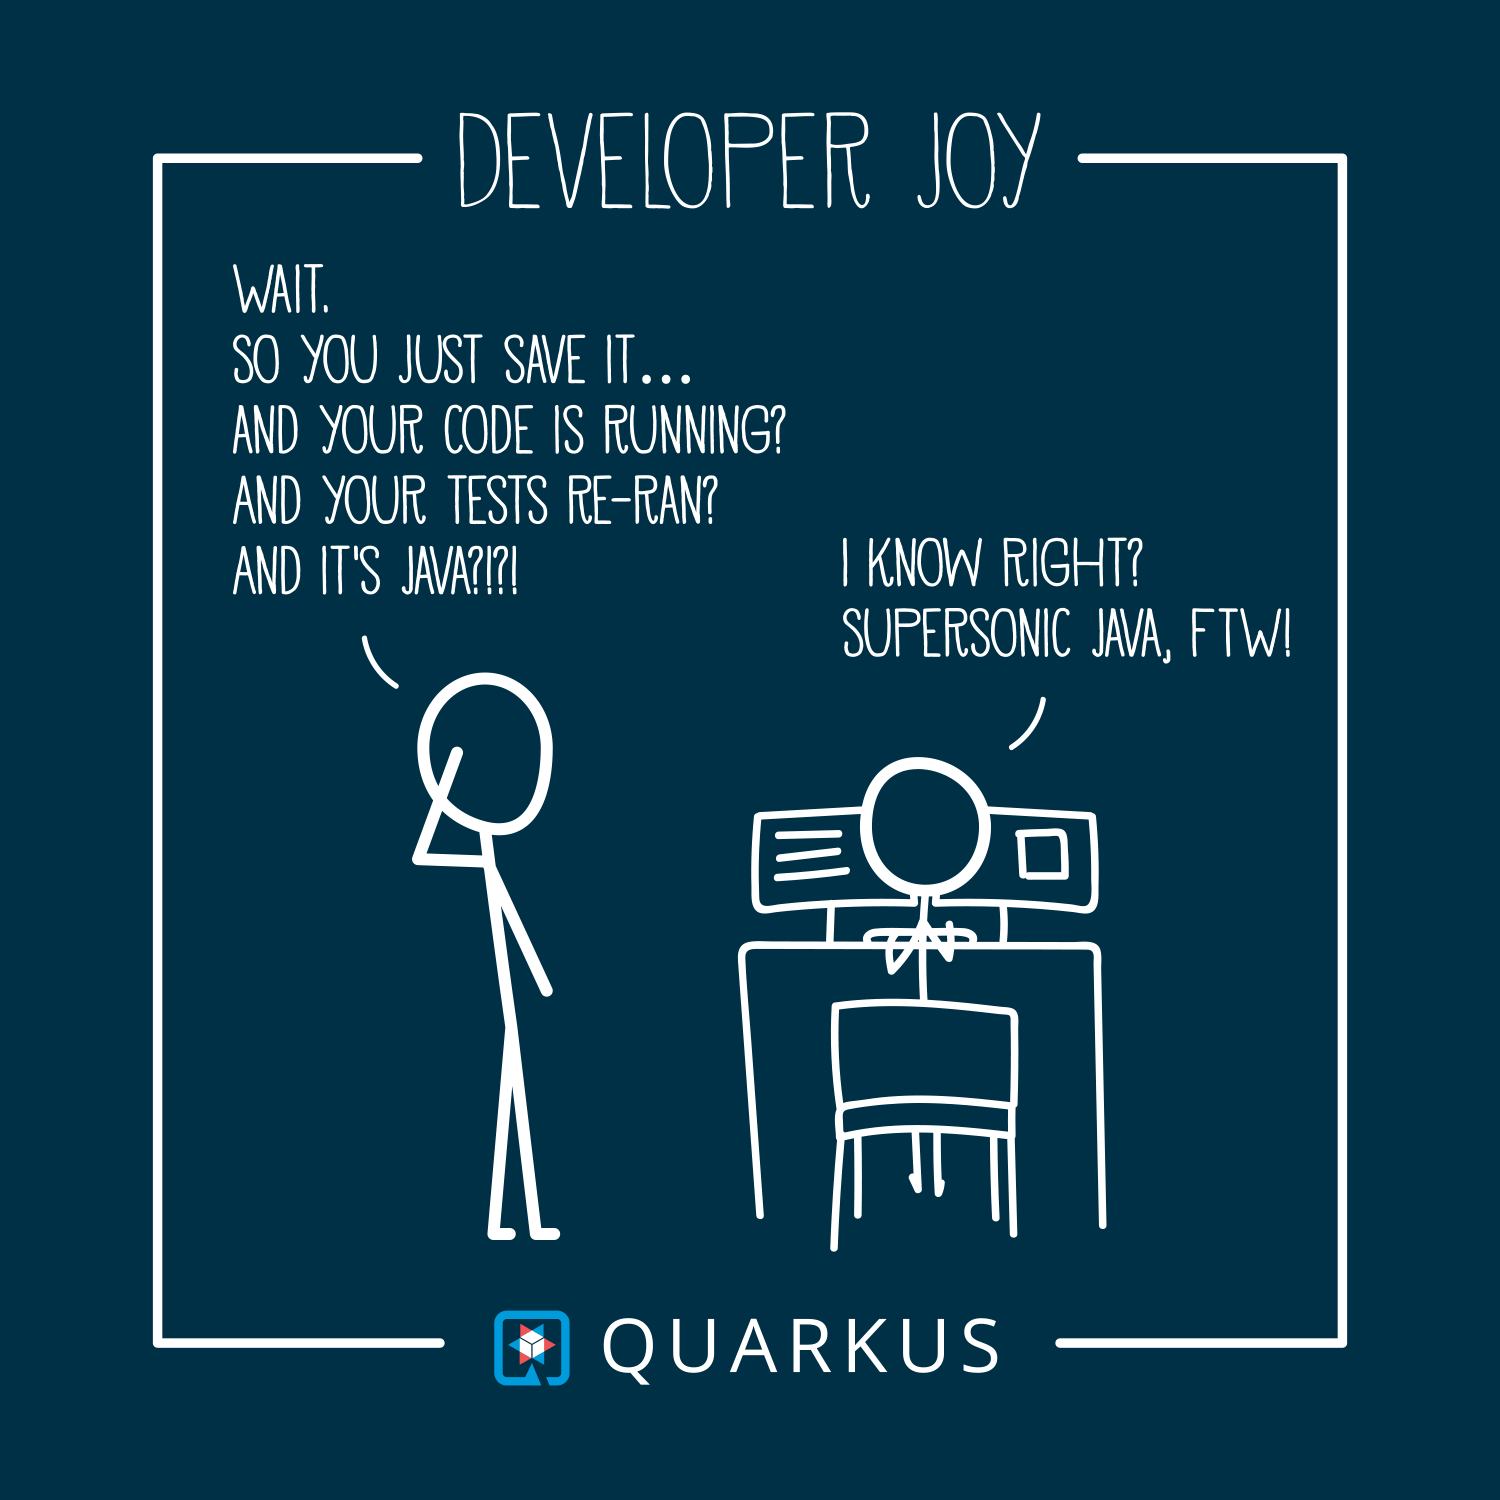 DEVELOPER JOY
WAIT.
SO YOU JUST SAVE IT...
AND YOUR CODE IS RUNNING?
AND YOUR TESTS RE-RAN?
AND IT'S JAVA?!?!
I KNOW RIGHT?
SUPERSONIC JAVA, FTW!
QUARKUS